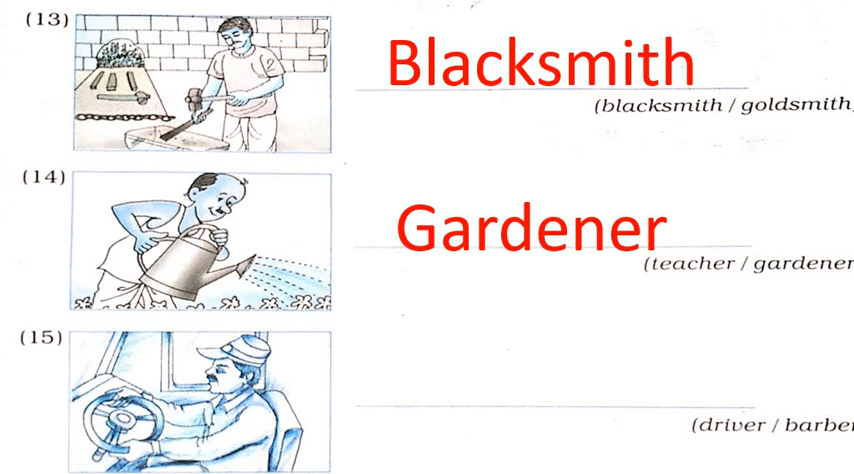 (13)
Blacksmith
(blacksmith / goldsmith
(14)
Gardener
(teacher / gardener
(15)
(driver / barber